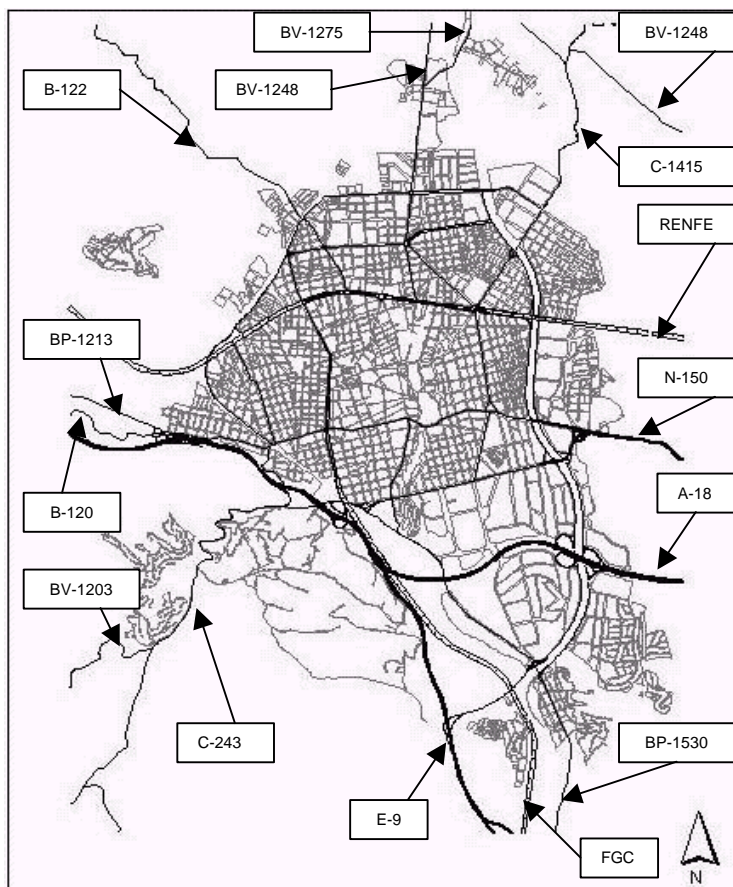 BV-1275
BV-1248
BV-1248
B-122
C-1415
RENFE
BP-1213
N-150
A-18
B-120
BV-1203
C-243
BP-1530
E-9
FGC
N